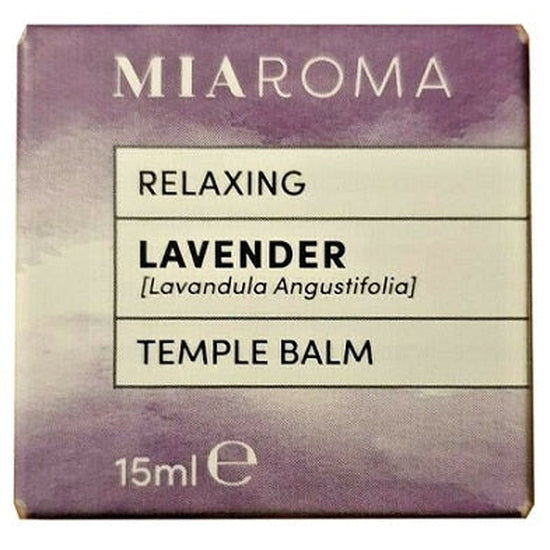 MIAROMA
RELAXING
LAVENDER
[Lavandula Angustifolia]
TEMPLE BALM
15ml ℮